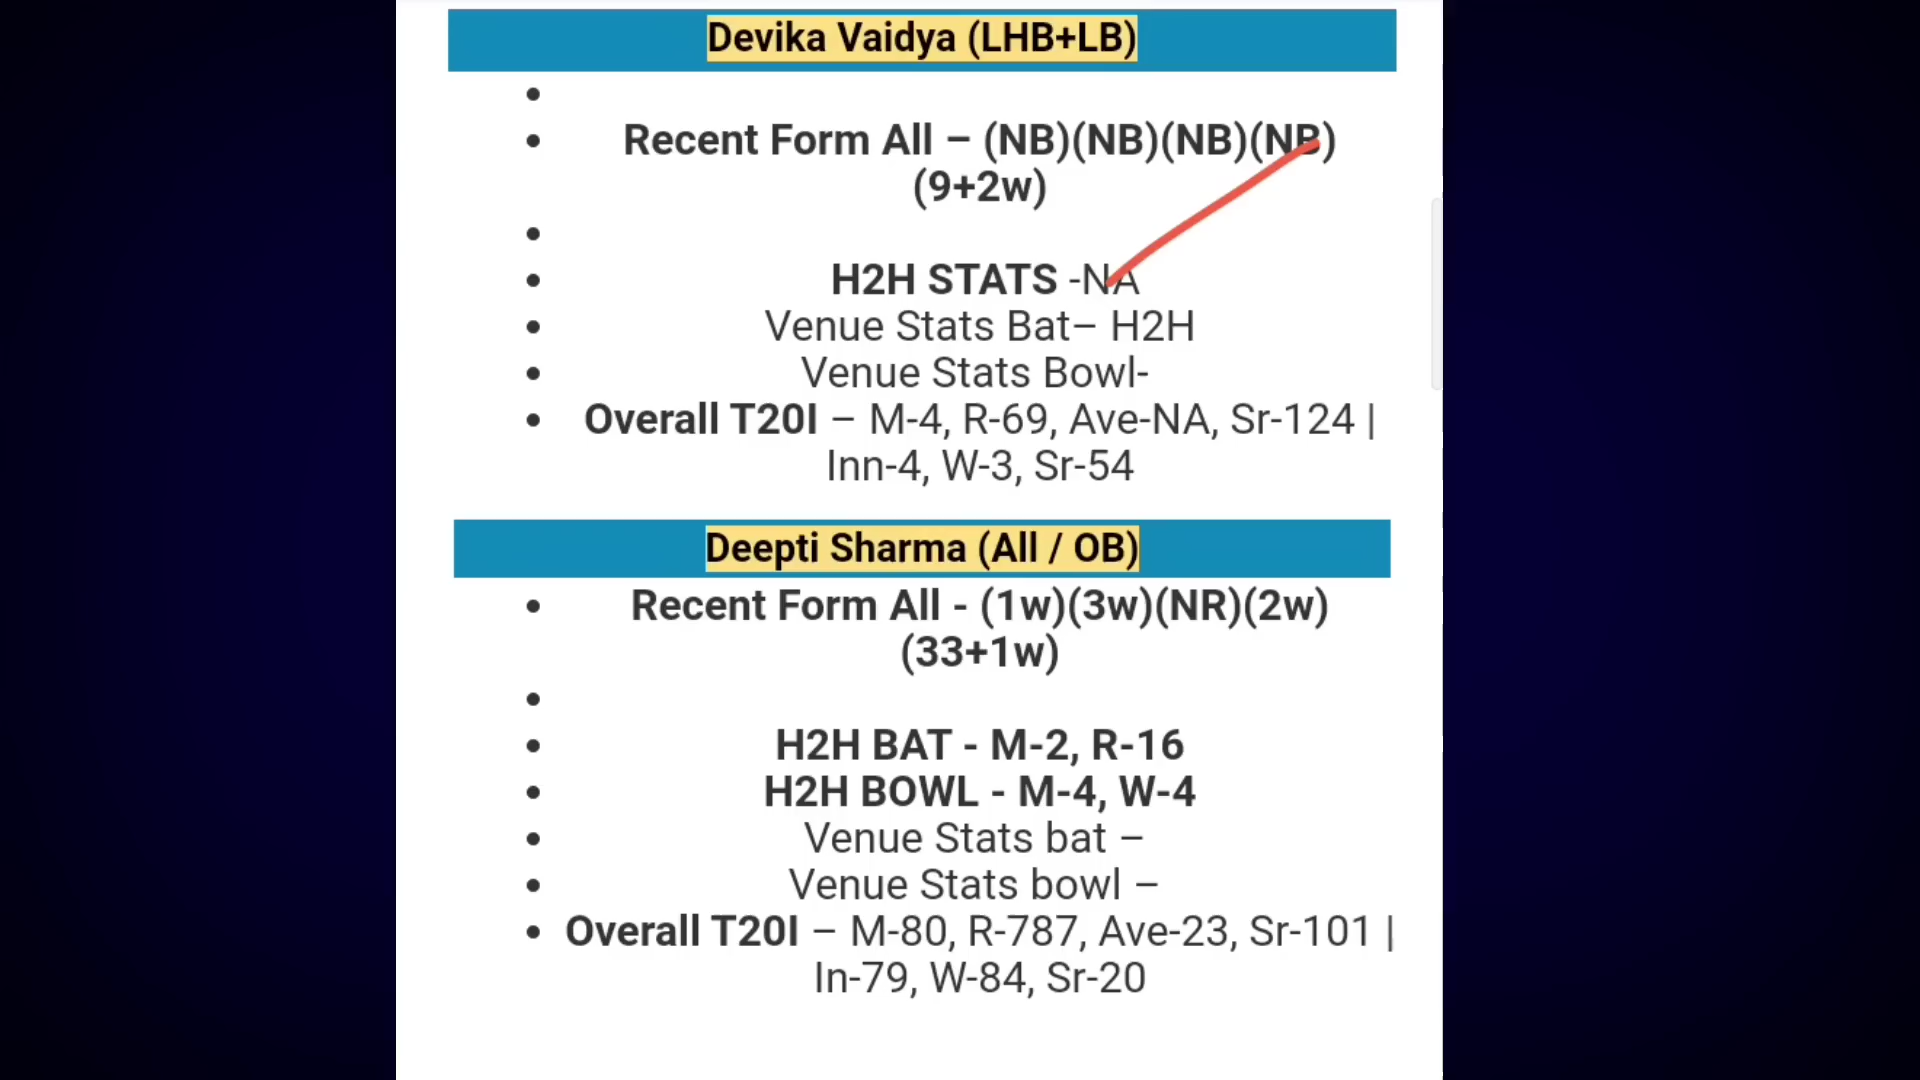 Devika Vaidya (LHB+LB)
Recent Form All – (NB)(NB)(NB)(NB)
(9+2w)
H2H STATS -NA
Venue Stats Bat– H2H
Venue Stats Bowl-
Overall T20I – M-4, R-69, Ave-NA, Sr-124 |
Inn-4, W-3, Sr-54
Deepti Sharma (All / OB)
Recent Form All - (1w)(3w)(NR)(2w)
(33+1w)
H2H BAT - M-2, R-16
H2H BOWL - M-4, W-4
Venue Stats bat –
Venue Stats bowl –
Overall T20I – M-80, R-787, Ave-23, Sr-101 |
In-79, W-84, Sr-20